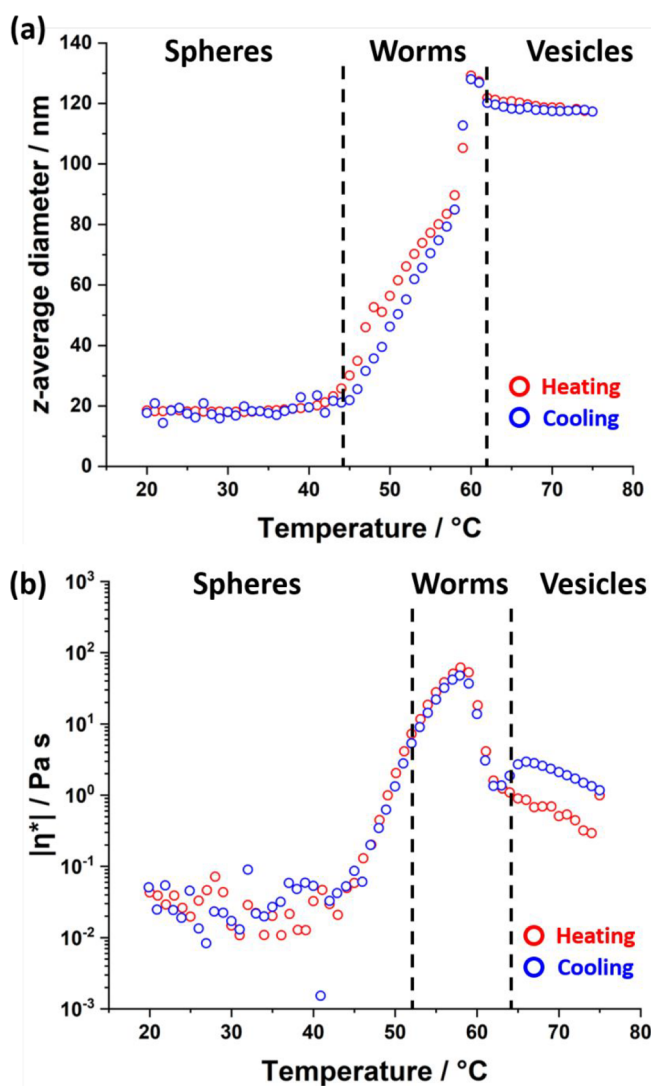 (a)
Spheres Worms Vesicles
140
120
100
80
60
40
20
0
z-average diameter / nm
Heating
Cooling
20 30 40 50 60 70 80
Temperature / °C
(b)
Spheres Worms Vesicles
10³
10²
10¹
10⁰
10⁻¹
10⁻²
10⁻³
|η*| / Pa s
Heating
Cooling
20 30 40 50 60 70 80
Temperature / °C